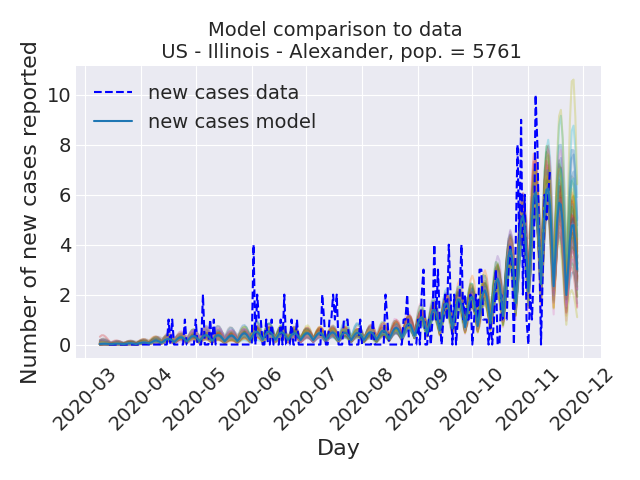 Model comparison to data
US - Illinois - Alexander, pop. = 5761
Number of new cases reported
10
8
6
4
2
0
new cases data
new cases model
2020-03
2020-04
2020-05
2020-06
2020-07
2020-08
2020-09
2020-10
2020-11
2020-12
Day